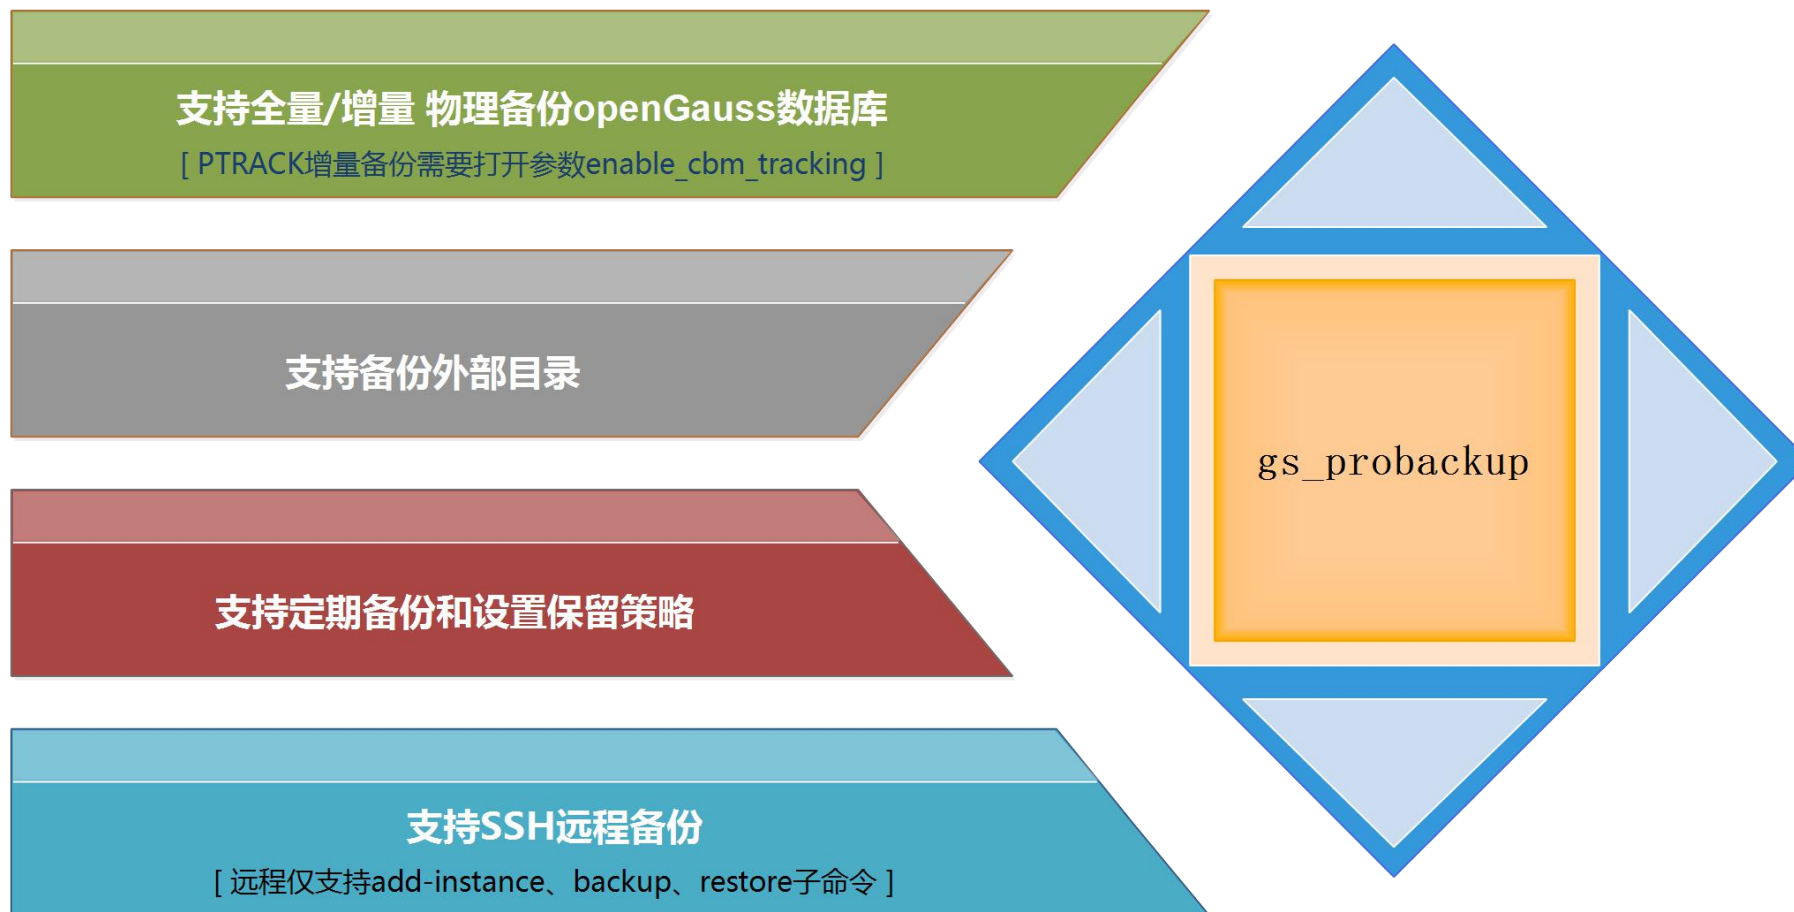 支持全量/增量 物理备份openGauss数据库
[ PTRACK增量备份需要打开参数enable_cbm_tracking ]
支持备份外部目录
支持定期备份和设置保留策略
支持SSH远程备份
[ 远程仅支持add-instance、backup、restore子命令 ]
gs_probackup